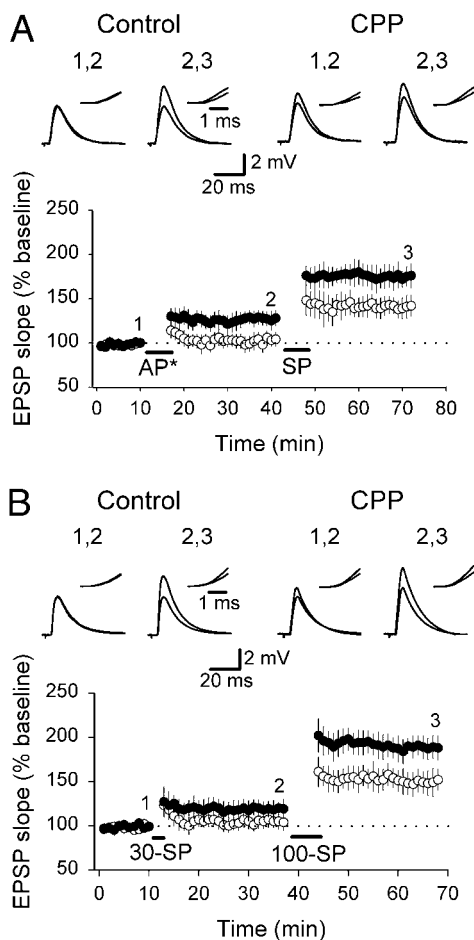 A
Control
CPP
1,2
2,3
1,2
2,3
1 ms
2 mV
20 ms
EPSP slope (% baseline)
250
200
150
100
50
1
2
3
AP*
SP
0 10 20 30 40 50 60 70 80
Time (min)
B
Control
CPP
1,2
2,3
1,2
2,3
1 ms
2 mV
20 ms
EPSP slope (% baseline)
250
200
150
100
50
1
2
3
30-SP
100-SP
0 10 20 30 40 50 60 70
Time (min)